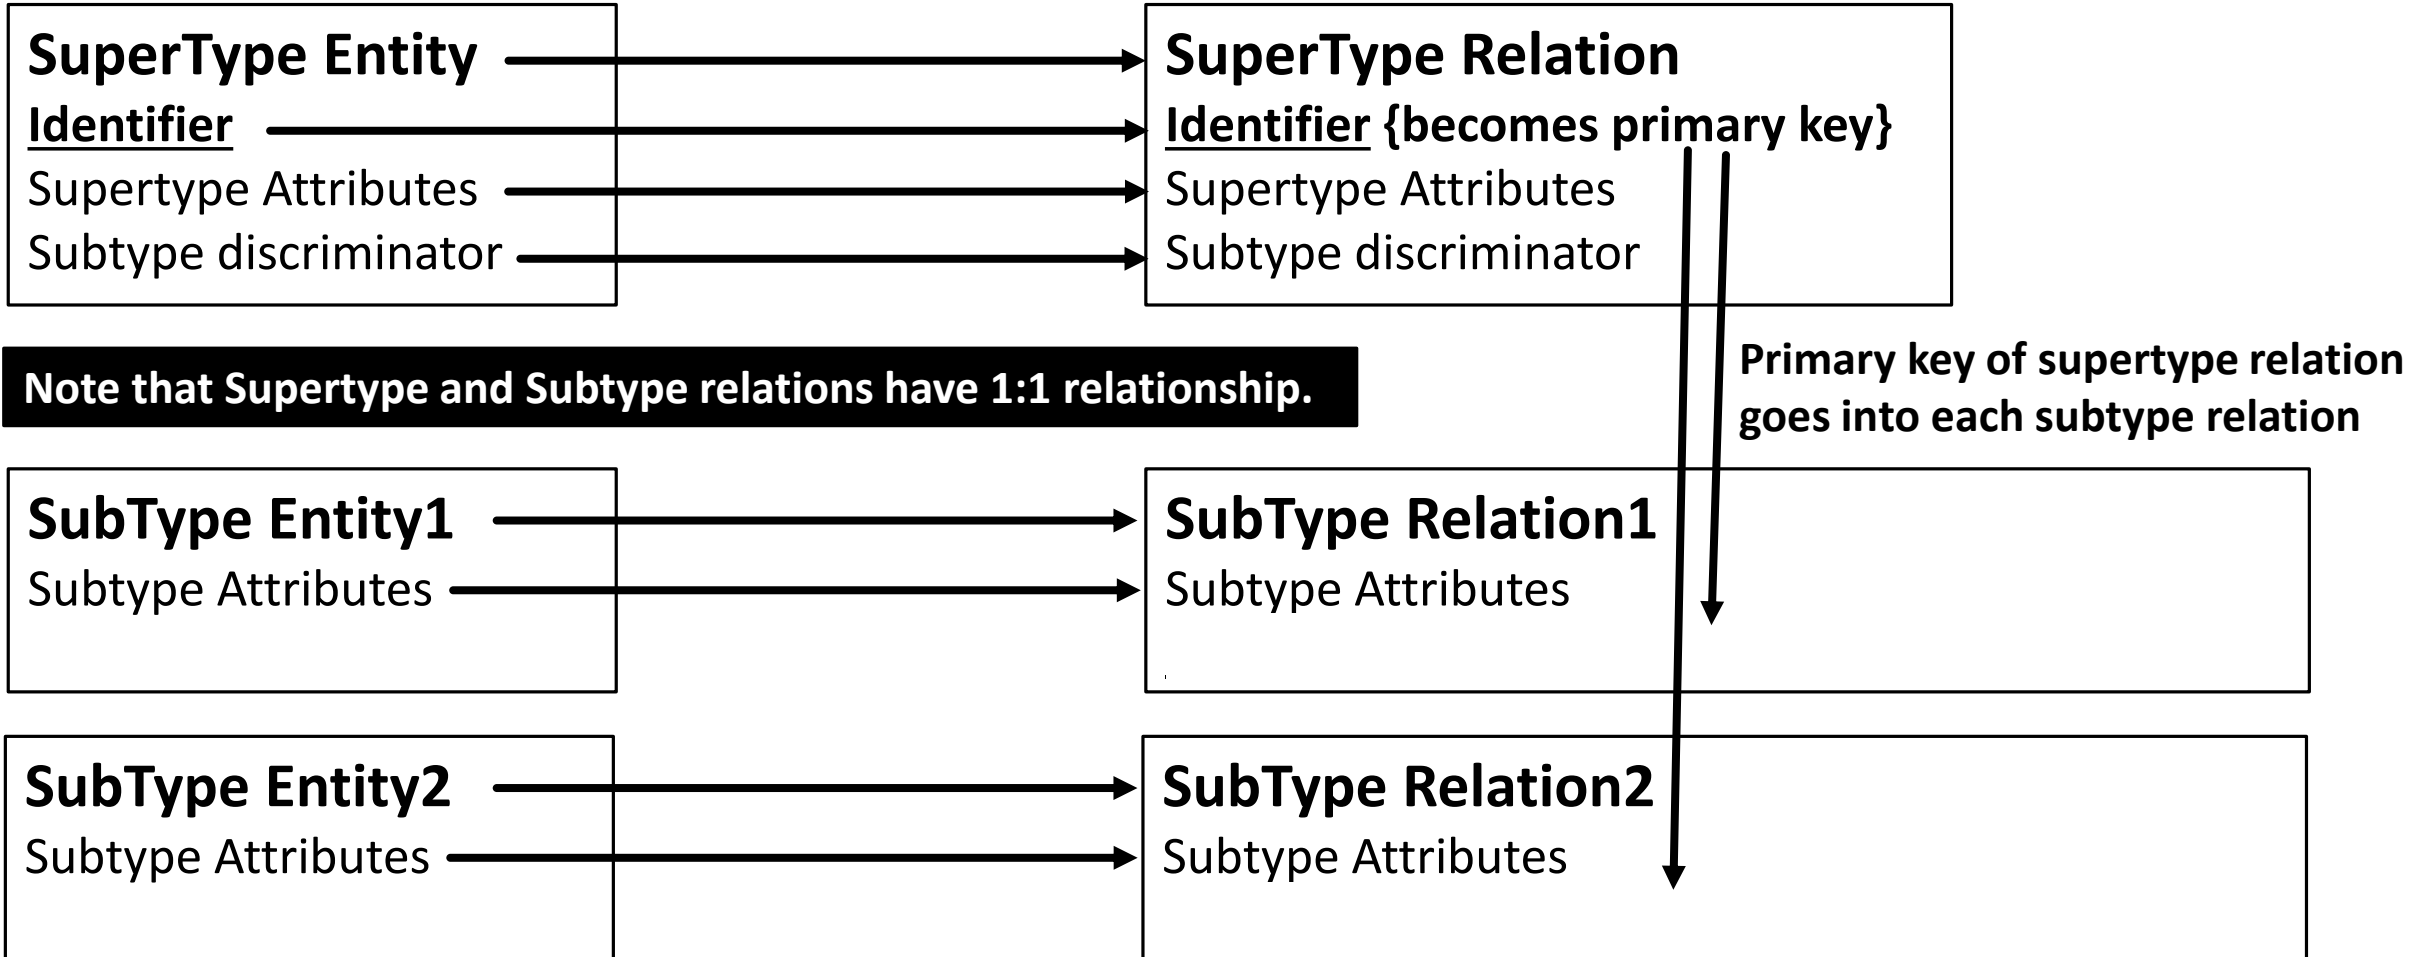 SuperType Entity
Identifier
Supertype Attributes
Subtype discriminator
SuperType Relation
Identifier {becomes primary key}
Supertype Attributes
Subtype discriminator
Note that Supertype and Subtype relations have 1:1 relationship.
Primary key of supertype relation
goes into each subtype relation
SubType Entity1
Subtype Attributes
SubType Relation1
Subtype Attributes
SubType Entity2
Subtype Attributes
SubType Relation2
Subtype Attributes